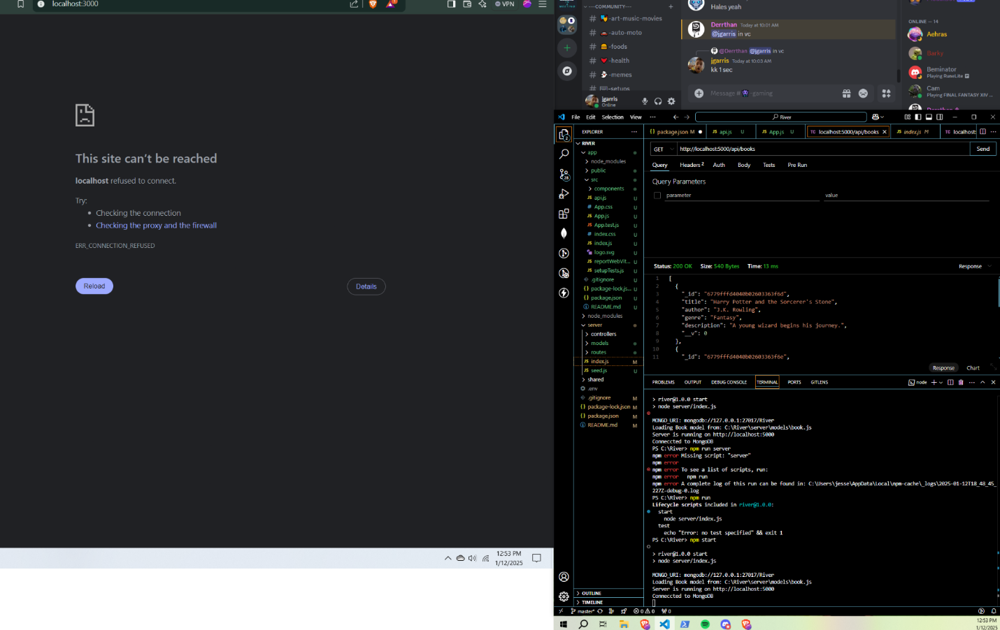 localhost:3000
VPN
This site can't be reached
localhost refused to connect.
Try:
Checking the connection
Checking the proxy and the firewall
ERR_CONNECTION_REFUSED
Reload
Details
12:53 PM
1/12/2025
---COMMUNITY---
-art-music-movies
-auto-moto
-foods
-health
-memes
-setups
jgarris
Online
Hales yeah
Derrthan Today at 10:01 AM
@jgarris in vc
@Derrthan @jgarris in vc
jgarris Today at 10:03 AM
kk 1 sec
Message # -gaming
ONLINE — 14
Aehras
Barky
Beminator
Playing RuneLite
Cam
Playing FINAL FANTASY XIV ...
File Edit Selection View ...
River
EXPLORER
RIVER
app
node_modules
public
src
components
JS api.js U
# App.css U
JS App.js U
JS App.test.js U
# index.css U
JS index.js U
logo.svg U
JS reportWebVit... U
JS setupTests.js U
.gitignore U
{} package-lock.js... U
{} package.json U
README.md U
node_modules
server
controllers
models
routes
JS index.js M
JS seed.js U
shared
.env
.gitignore M
{} package-lock.json M
{} package.json M
README.md M
OUTLINE
TIMELINE
{} package.json M
JS api.js U
JS App.js U
TC localhost:5000/api/books
JS index.js M
TC localhost:
GET http://localhost:5000/api/books Send
Query Headers 2 Auth Body Tests Pre Run
Query Parameters
parameter value
Status: 200 OK Size: 540 Bytes Time: 13 ms Response
1 [
2 {
3 "_id": "6779fffd4040b02603363f6d",
4 "title": "Harry Potter and the Sorcerer's Stone",
5 "author": "J.K. Rowling",
6 "genre": "Fantasy",
7 "description": "A young wizard begins his journey.",
8 "__v": 0
9 },
10 {
11 "_id": "6779fffd4040b02603363f6e",
Response Chart
PROBLEMS OUTPUT DEBUG CONSOLE TERMINAL PORTS GITLENS
node
> river@1.0.0 start
> node server/index.js
MONGO_URI: mongodb://127.0.0.1:27017/River
Loading Book model from: C:\River\server\models\book.js
Server is running on http://localhost:5000
Conneccted to MongoDB
PS C:\River> npm run server
npm error Missing script: "server"
npm error
npm error To see a list of scripts, run:
npm error npm run
npm error A complete log of this run can be found in: C:\Users\jesse\AppData\Local\npm-cache\_logs\2025-01-12T18_48_45_
227Z-debug-0.log
PS C:\River> npm run
Lifecycle scripts included in river@1.0.0:
start
node server/index.js
test
echo "Error: no test specified" && exit 1
PS C:\River> npm start
> river@1.0.0 start
> node server/index.js
MONGO_URI: mongodb://127.0.0.1:27017/River
Loading Book model from: C:\River\server\models\book.js
Server is running on http://localhost:5000
Conneccted to MongoDB
master*
0 0
0
12:53 PM
1/12/2025